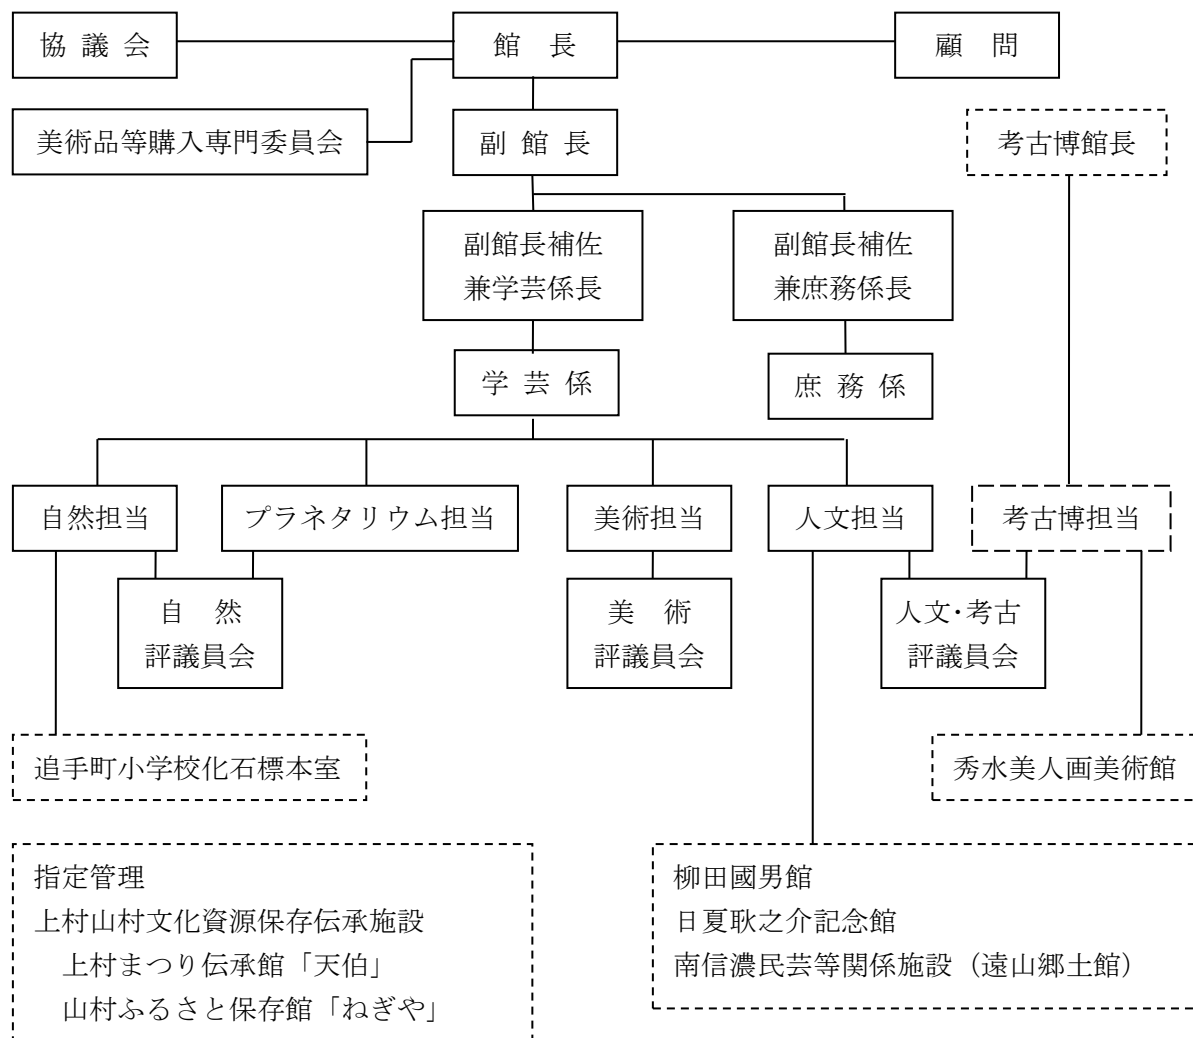 協議会
館長
顧問
美術品等購入専門委員会
副館長
考古博館長
副館長補佐
兼学芸係長
副館長補佐
兼庶務係長
学芸係
庶務係
自然担当
プラネタリウム担当
美術担当
人文担当
考古博担当
自然
評議員会
美術
評議員会
人文・考古
評議員会
追手町小学校化石標本室
秀水美人画美術館
指定管理
上村山村文化資源保存伝承施設
上村まつり伝承館「天伯」
山村ふるさと保存館「ねぎや」
柳田國男館
日夏耿之介記念館
南信濃民芸等関係施設（遠山郷土館）